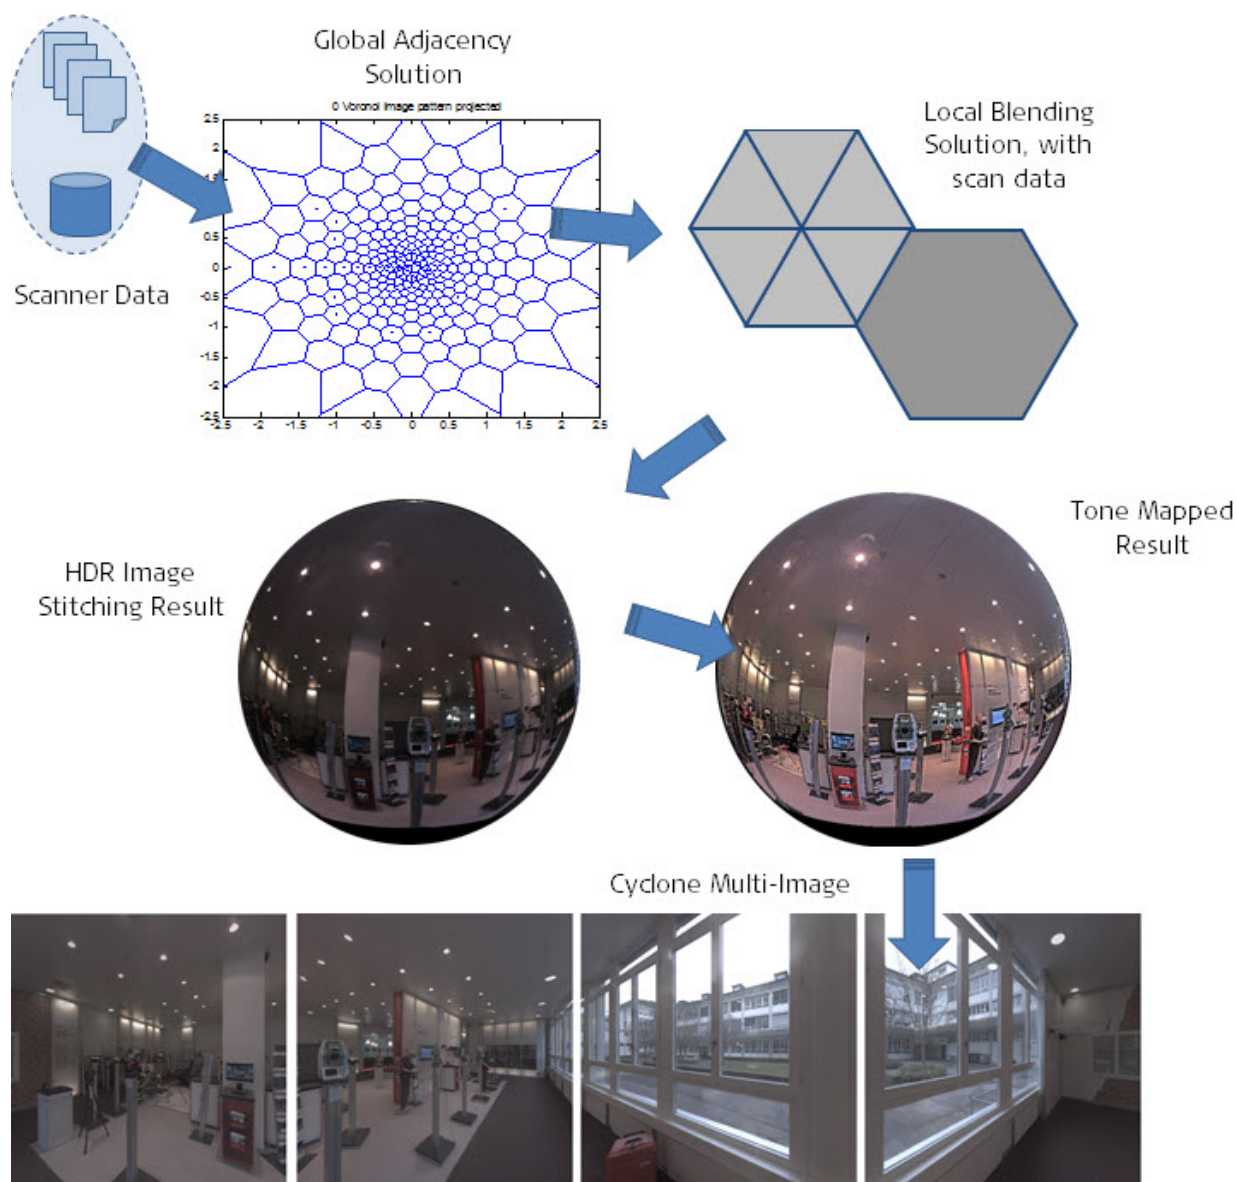 Global Adjacency
Solution
0 Voronoi image pattern projected
2.5
2
1.5
1
0.5
0
-0.5
-1
-1.5
-2
-2.5
-2.5 -2 -1.5 -1 -0.5 0 0.5 1 1.5 2 2.5
Scanner Data
Local Blending
Solution, with
scan data
HDR Image
Stitching Result
Tone Mapped
Result
Cyclone Multi-Image